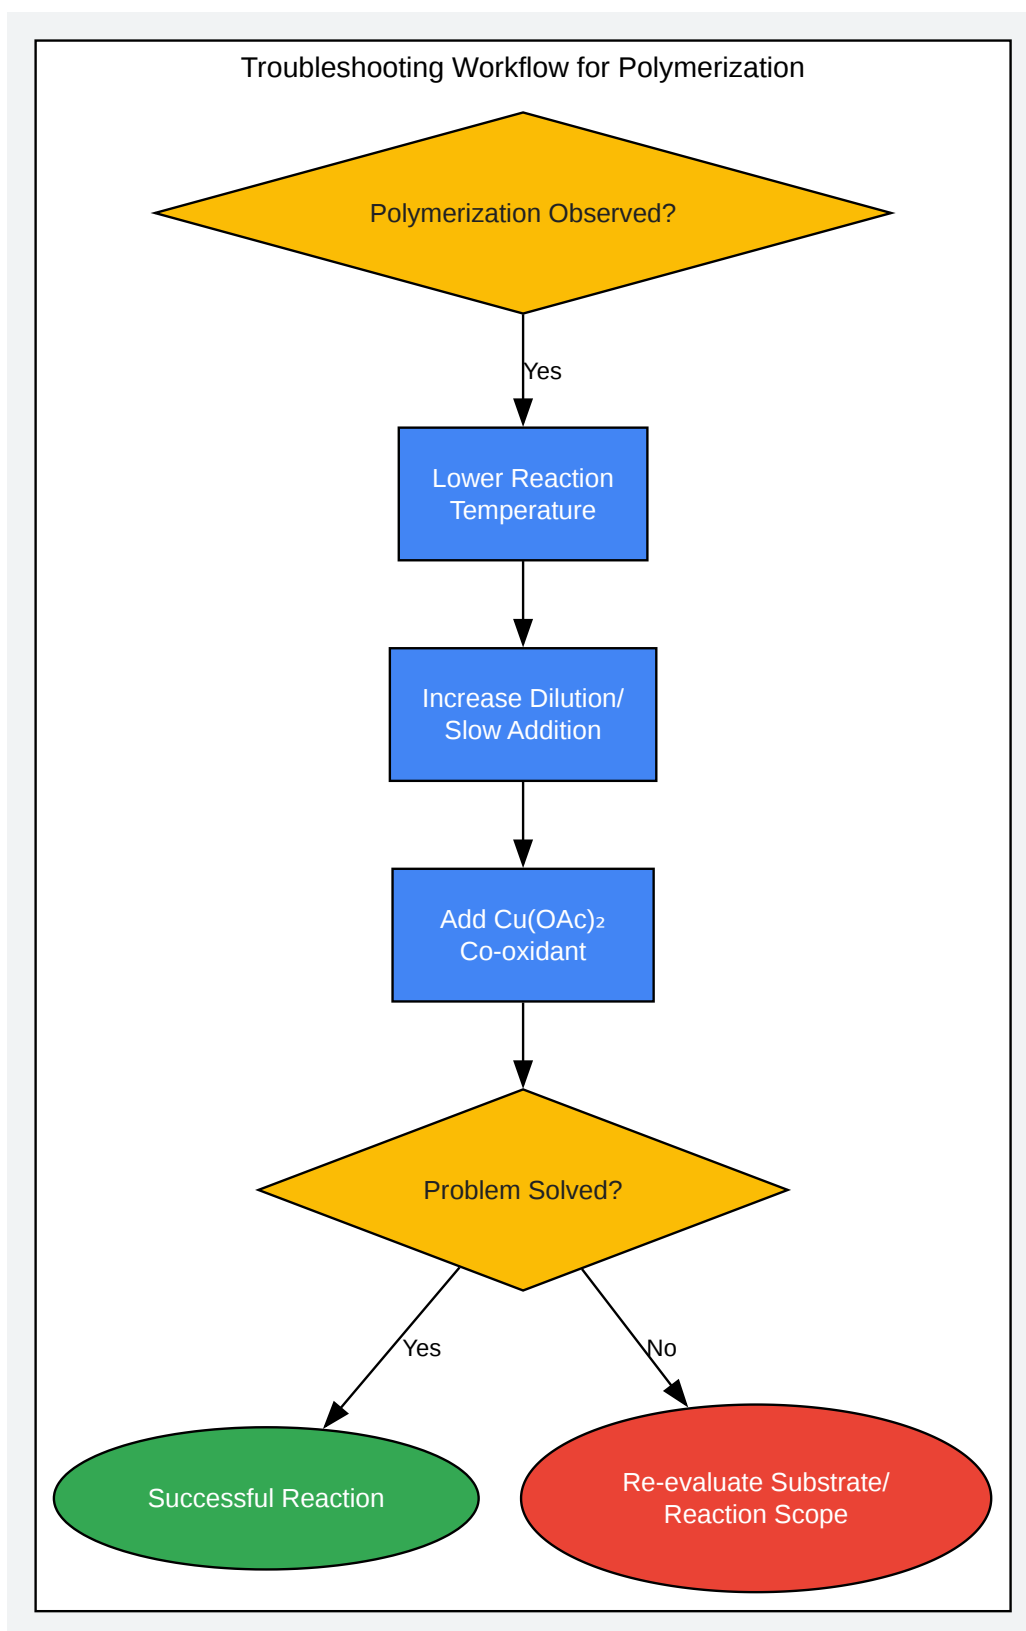 Troubleshooting Workflow for Polymerization
Polymerization Observed?
Yes
Lower Reaction
Temperature
Increase Dilution/
Slow Addition
Add Cu(OAc)₂
Co-oxidant
Problem Solved?
Yes
No
Successful Reaction
Re-evaluate Substrate/
Reaction Scope